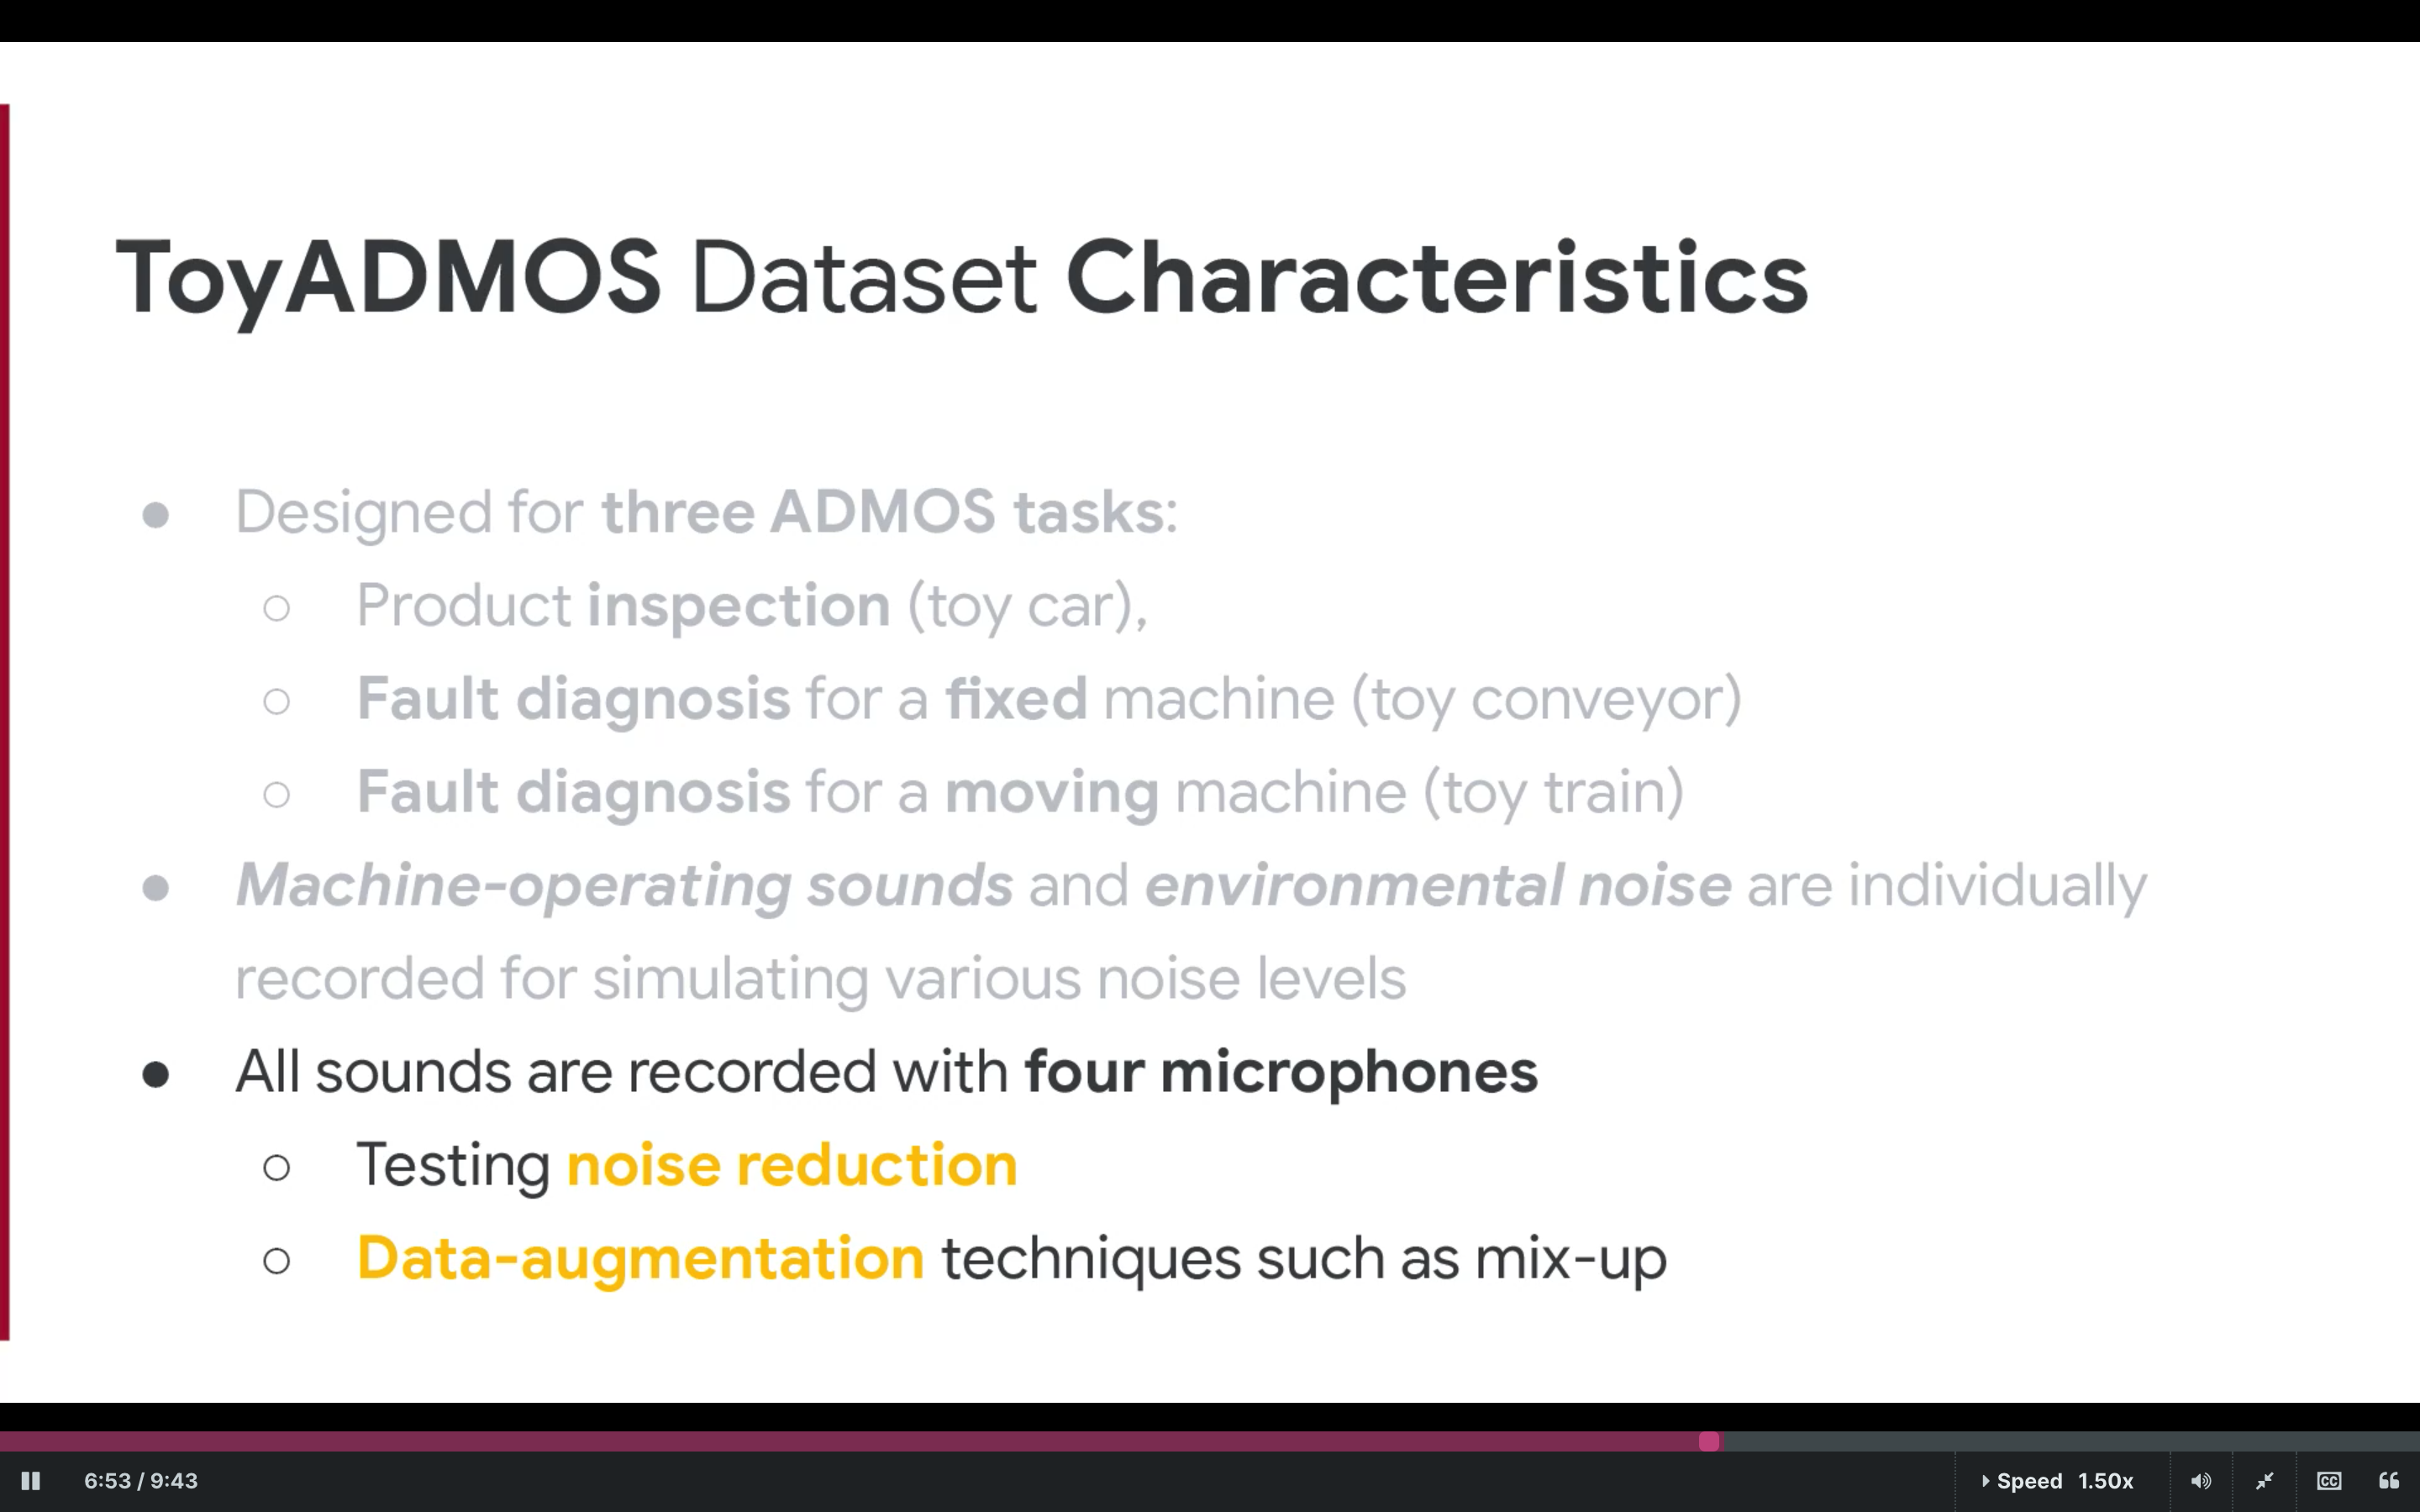 ToyADMOS Dataset Characteristics
● Designed for three ADMOS tasks:
○ Product inspection (toy car),
○ Fault diagnosis for a fixed machine (toy conveyor)
○ Fault diagnosis for a moving machine (toy train)
● Machine-operating sounds and environmental noise are individually
recorded for simulating various noise levels
● All sounds are recorded with four microphones
○ Testing noise reduction
○ Data-augmentation techniques such as mix-up
6:53 / 9:43 Speed 1.50x CC